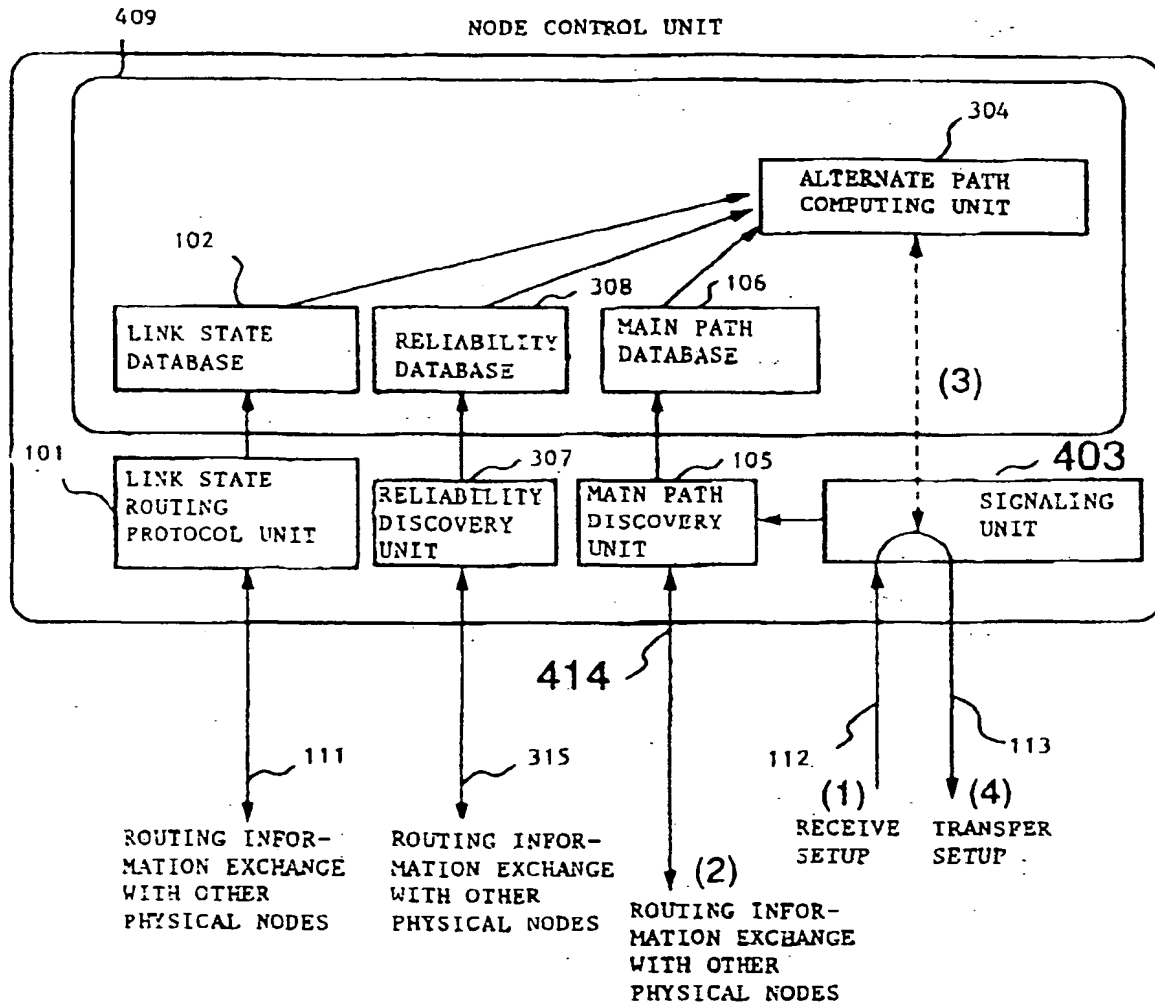 409
NODE CONTROL UNIT
304
ALTERNATE PATH
COMPUTING UNIT
102
308
106
LINK STATE
DATABASE
RELIABILITY
DATABASE
MAIN PATH
DATABASE
(3)
101
307
105
403
LINK STATE
ROUTING
PROTOCOL UNIT
RELIABILITY
DISCOVERY
UNIT
MAIN PATH
DISCOVERY
UNIT
SIGNALING
UNIT
414
111
315
112
113
(1)
RECEIVE
SETUP
(4)
TRANSFER
SETUP
ROUTING INFOR-
MATION EXCHANGE
WITH OTHER
PHYSICAL NODES
ROUTING INFOR-
MATION EXCHANGE
WITH OTHER
PHYSICAL NODES
(2)
ROUTING INFOR-
MATION EXCHANGE
WITH OTHER
PHYSICAL NODES